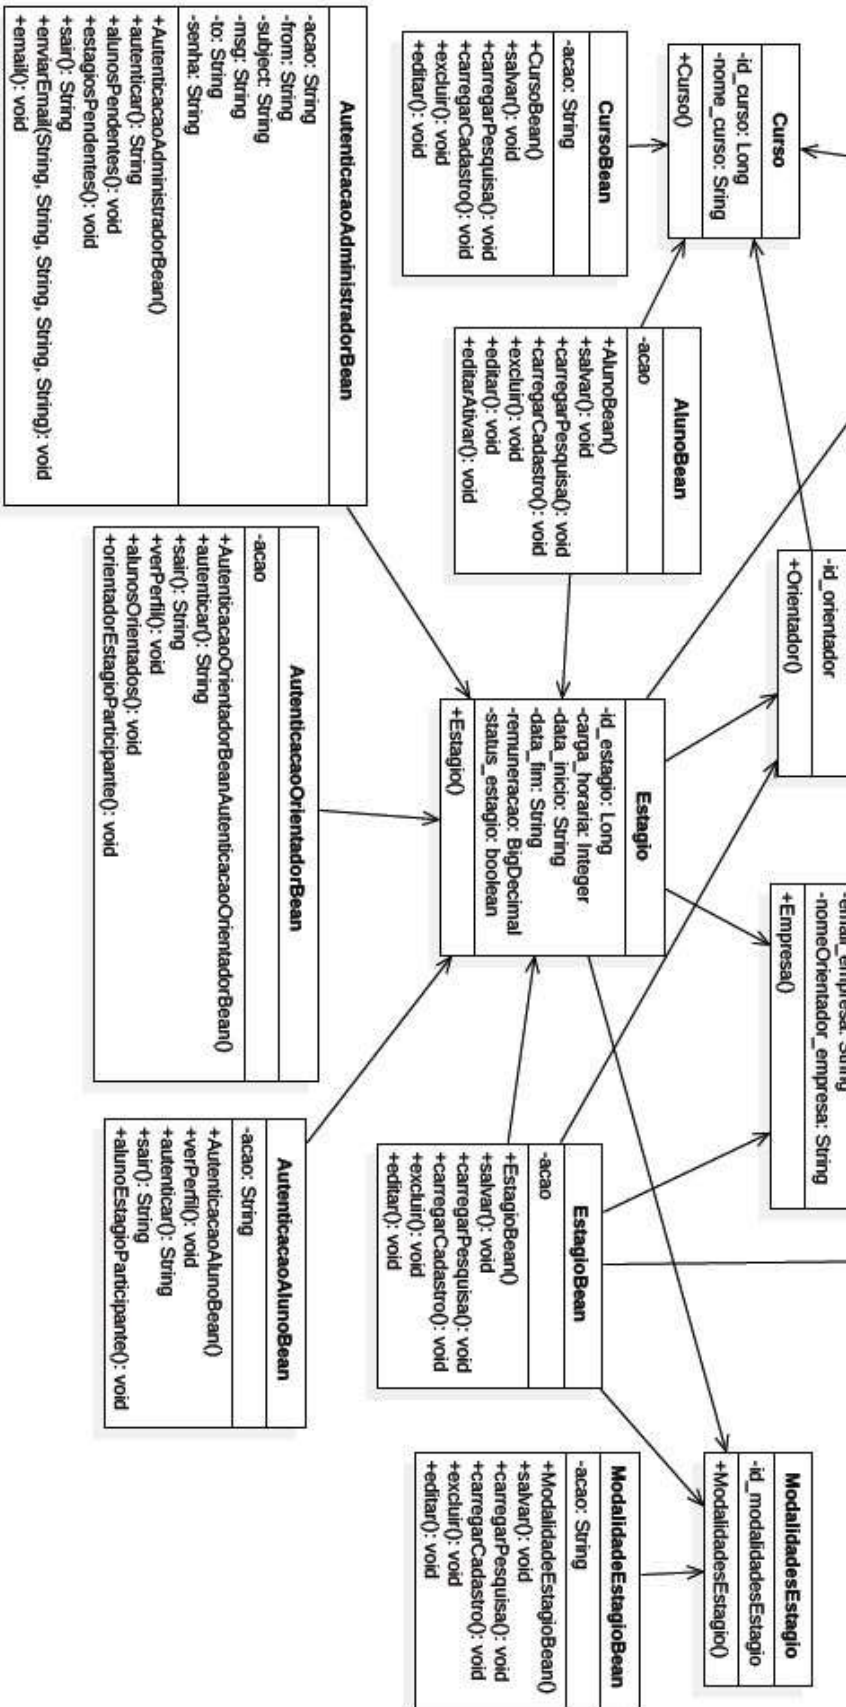 -id_orientador
+Orientador()
-email_empresa: String
-nomeOrientador_empresa: String
+Empresa()
Curso
-id_curso: Long
-nome_curso: Sring
+Curso()
ModalidadesEstagio
-id_modalidadesEstagio
+ModalidadesEstagio()
CursoBean
-acao: String
+CursoBean()
+salvar(): void
+carregarPesquisa(): void
+carregarCadastro(): void
+excluir(): void
+editar(): void
AlunoBean
-acao
+AlunoBean()
+salvar(): void
+carregarPesquisa(): void
+carregarCadastro(): void
+excluir(): void
+editar(): void
+editarAtivar(): void
Estagio
-id_estagio: Long
-carga_horaria: Integer
-data_inicio: String
-data_fim: String
-remuneracao: BigDecimal
-status_estagio: boolean
+Estagio()
EstagioBean
-acao
+EstagioBean()
+salvar(): void
+carregarPesquisa(): void
+carregarCadastro(): void
+excluir(): void
+editar(): void
ModalidadeEstagioBean
-acao: String
+ModalidadeEstagioBean()
+salvar(): void
+carregarPesquisa(): void
+carregarCadastro(): void
+excluir(): void
+editar(): void
AutenticacaoAdministradorBean
-acao: String
-from: String
-subject: String
-msg: String
-to: String
-senha: String
+AutenticacaoAdministradorBean()
+autenticar(): String
+alunosPendentes(): void
+estagiosPendentes(): void
+sair(): String
+enviarEmail(String, String, String, String): void
+email(): void
AutenticacaoOrientadorBean
-acao
+AutenticacaoOrientadorBeanAutenticacaoOrientadorBean()
+autenticar(): String
+sair(): String
+verPerfil(): void
+alunosOrientados(): void
+orientadorEstagioParticipante(): void
AutenticacaoAlunoBean
-acao: String
+AutenticacaoAlunoBean()
+verPerfil(): void
+autenticar(): String
+sair(): String
+alunoEstagioParticipante(): void